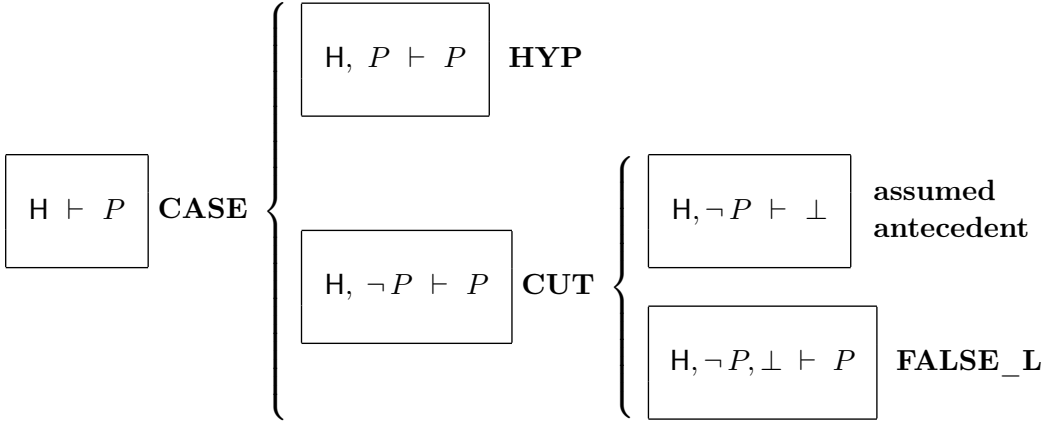 H ⊢ P CASE
H, P ⊢ P HYP
H, ¬P ⊢ P CUT
H, ¬P ⊢ ⊥ assumed
antecedent
H, ¬P, ⊥ ⊢ P FALSE_L